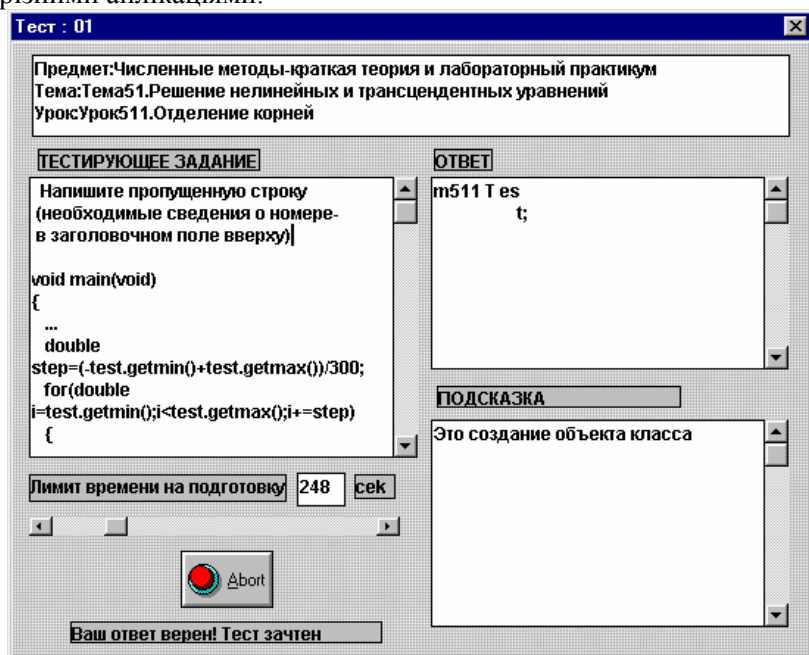 різними аплікаціями.
Тест : 01
Предмет:Численные методы-краткая теория и лабораторный практикум
Тема:Тема51.Решение нелинейных и трансцендентных уравнений
Урок:Урок511.Отделение корней
ТЕСТИРУЮЩЕЕ ЗАДАНИЕ
Напишите пропущенную строку
(необходимые сведения о номере-
в заголовочном поле вверху)
void main(void)
{
...
double
step=(-test.getmin()+test.getmax())/300;
for(double
i=test.getmin();i<test.getmax();i+=step)
{
Лимит времени на подготовку 248 cek
Abort
Ваш ответ верен! Тест зачтен
ОТВЕТ
m511 T es
t;
ПОДСКАЗКА
Это создание объекта класса